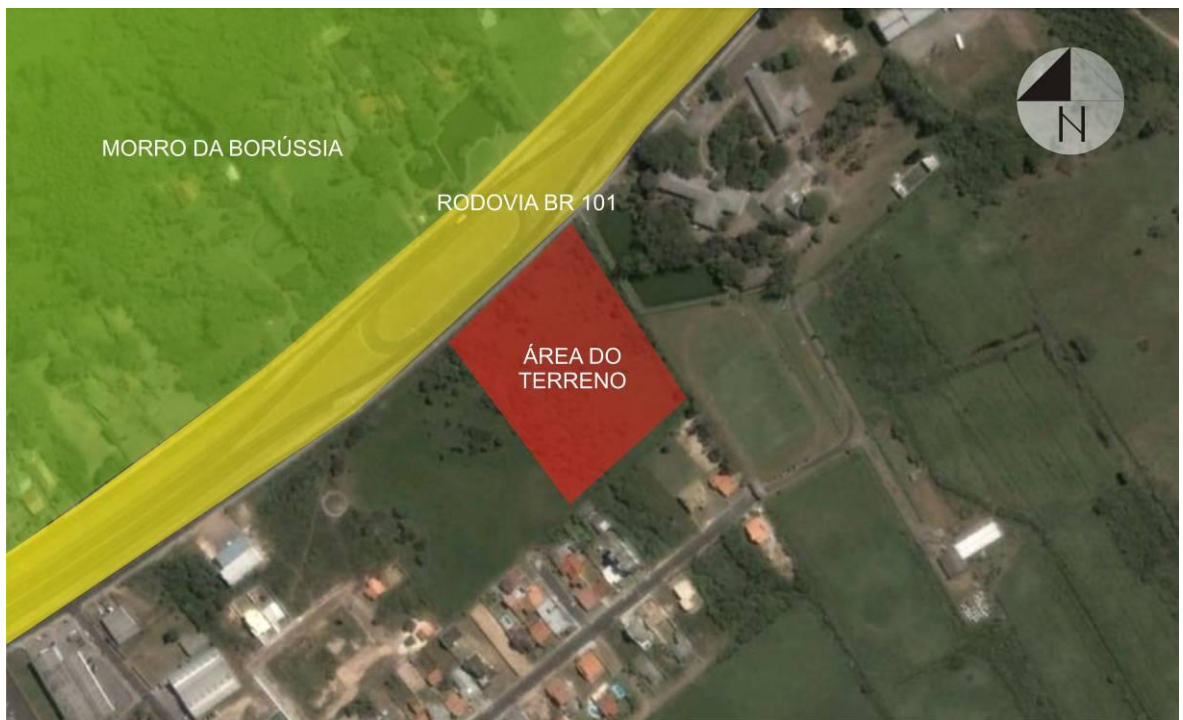 MORRO DA BORÚSSIA
RODOVIA BR 101
ÁREA DO
TERRENO
N